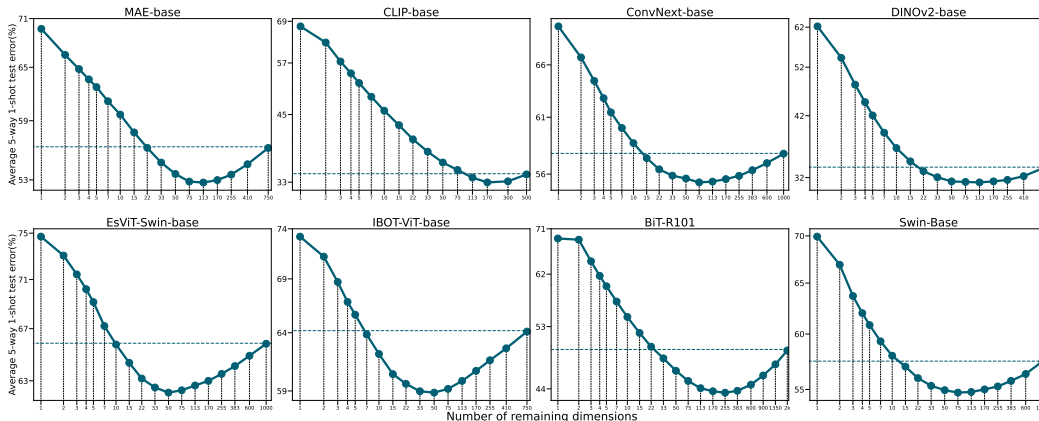 MAE-base
CLIP-base
ConvNext-base
DINOv2-base
Average 5-way 1-shot test error(%)
71
65
59
53
1 2 3 4 5 7 10 15 22 33 50 75 113 170 255 410 750
69
57
45
33
1 2 3 4 5 7 10 15 22 33 50 75 113 170 300 500
66
61
56
1 2 3 4 5 7 10 15 22 33 50 75 113 170 255 383 600 1000
62
52
42
32
1 2 3 4 5 7 10 15 22 33 50 75 113 170 255 410
EsViT-Swin-base
IBOT-ViT-base
BiT-R101
Swin-Base
Average 5-way 1-shot test error(%)
75
71
67
63
1 2 3 4 5 7 10 15 22 33 50 75 113 170 255 383 600 1000
74
69
64
59
1 2 3 4 5 7 10 15 22 33 50 75 113 170 255 410 750
71
62
53
44
1 2 3 4 5 7 10 15 22 33 50 75 113 170 255 383 600 900 1350
70
65
60
55
1 2 3 4 5 7 10 15 22 33 50 75 113 170 255 383 600
Number of remaining dimensions